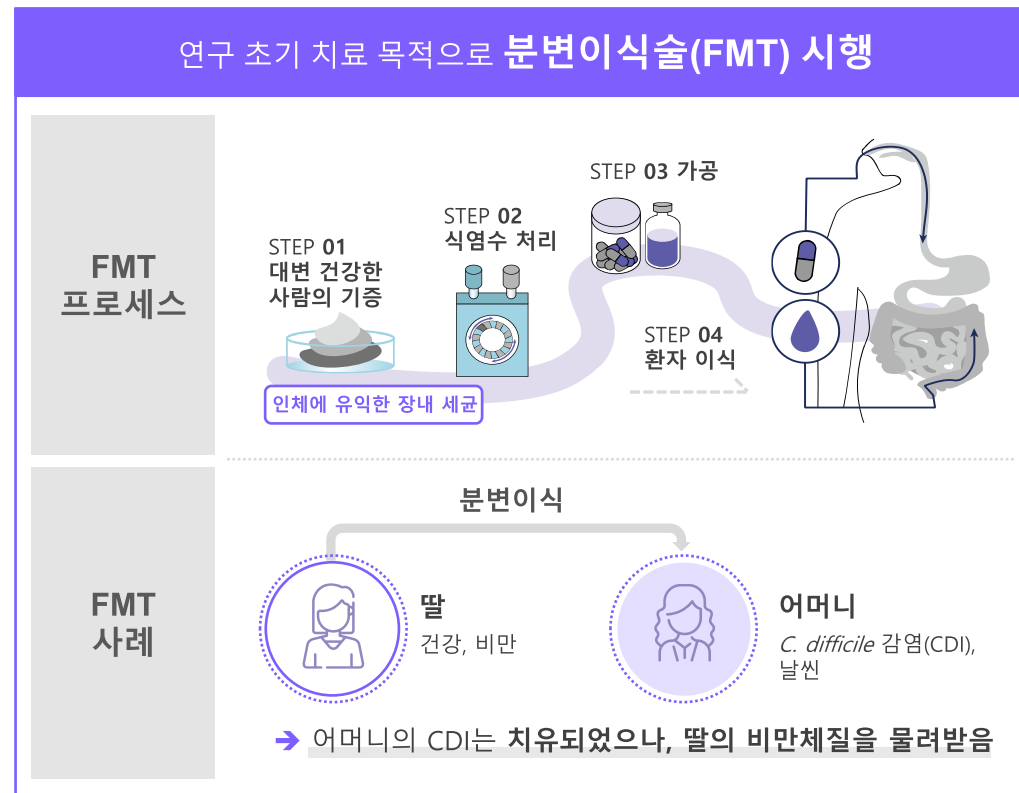 연구 초기 치료 목적으로 분변이식술(FMT) 시행
FMT
프로세스
STEP 01
대변 건강한
사람의 기증
인체에 유익한 장내 세균
STEP 02
식염수 처리
STEP 03 가공
STEP 04
환자 이식
FMT
사례
분변이식
딸
건강, 비만
어머니
C. difficile 감염(CDI),
날씬
➔ 어머니의 CDI는 치유되었으나, 딸의 비만체질을 물려받음